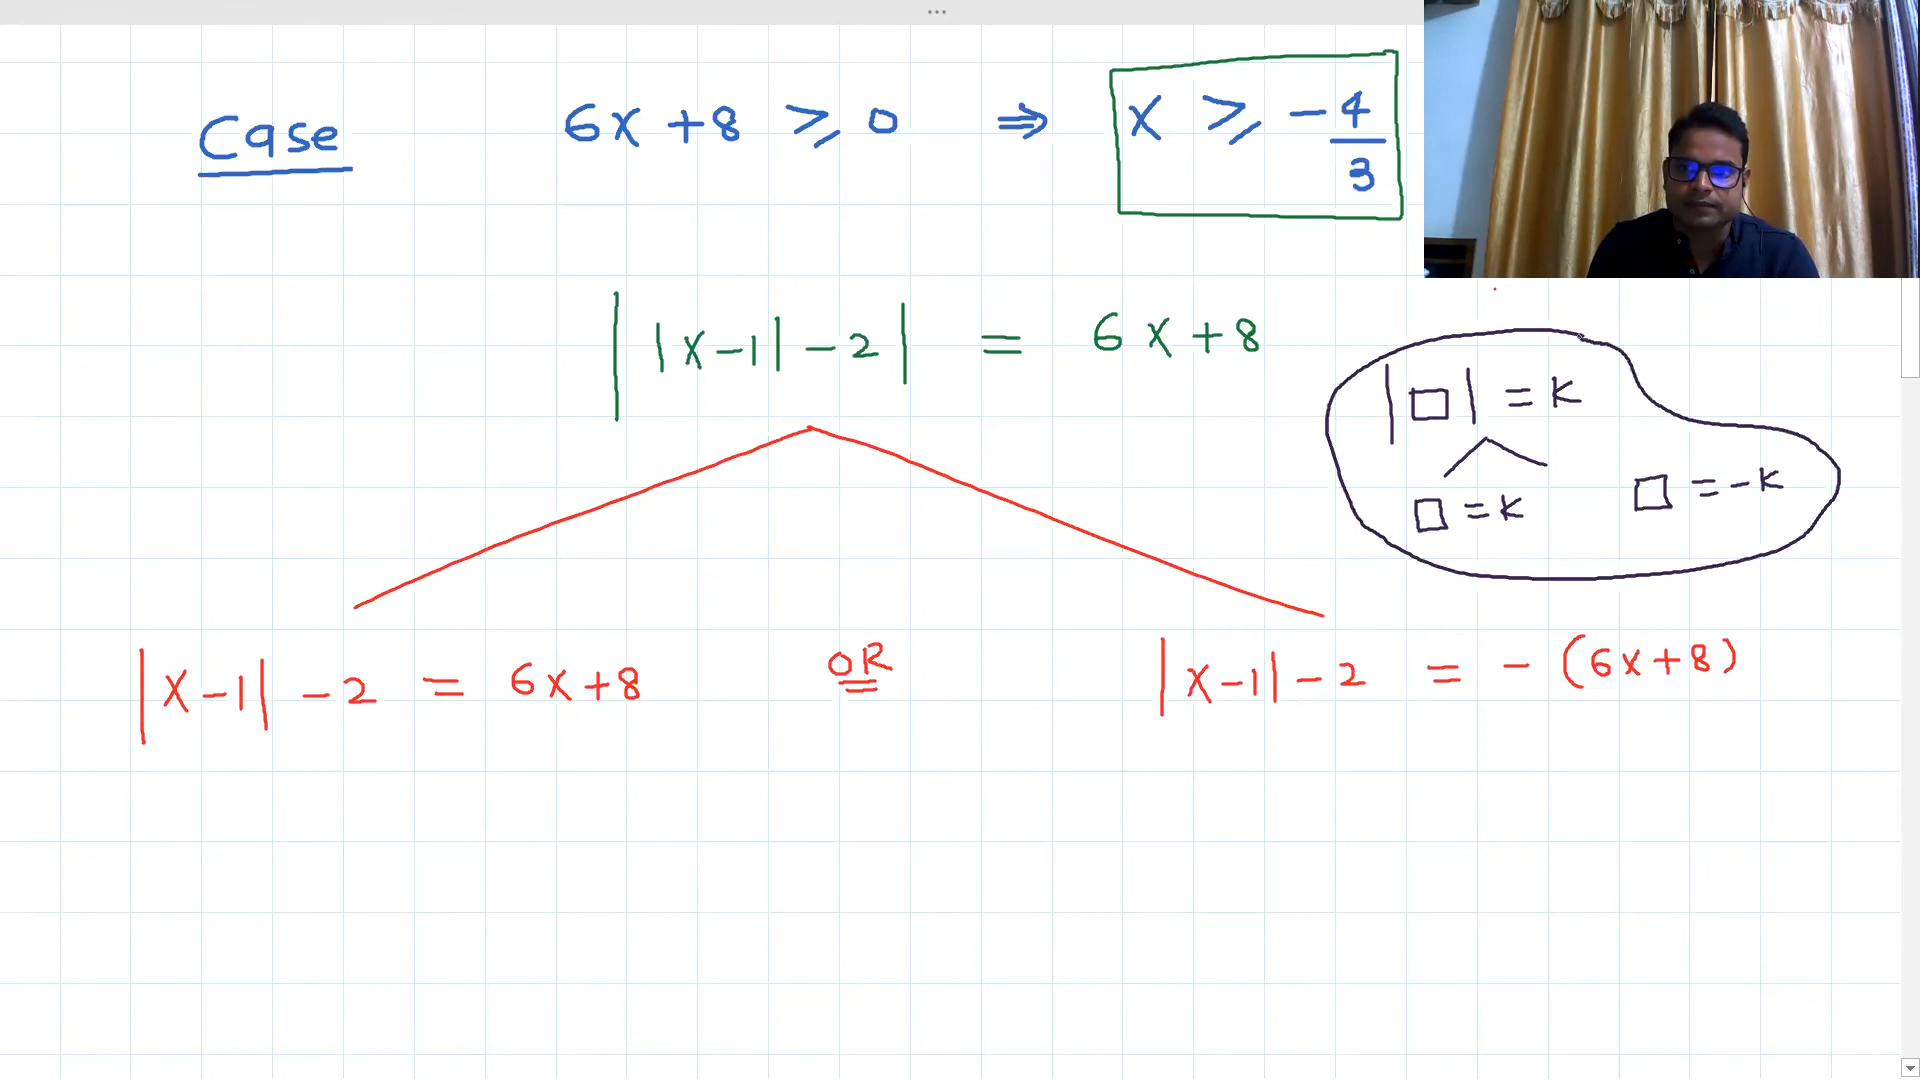 Case 6x+8 ⩾ 0 ⇒ x ⩾ -4/3
||x-1|-2| = 6x+8
|□| = k
□ = k □ = -k
|x-1| -2 = 6x+8 OR |x-1| -2 = -(6x+8)